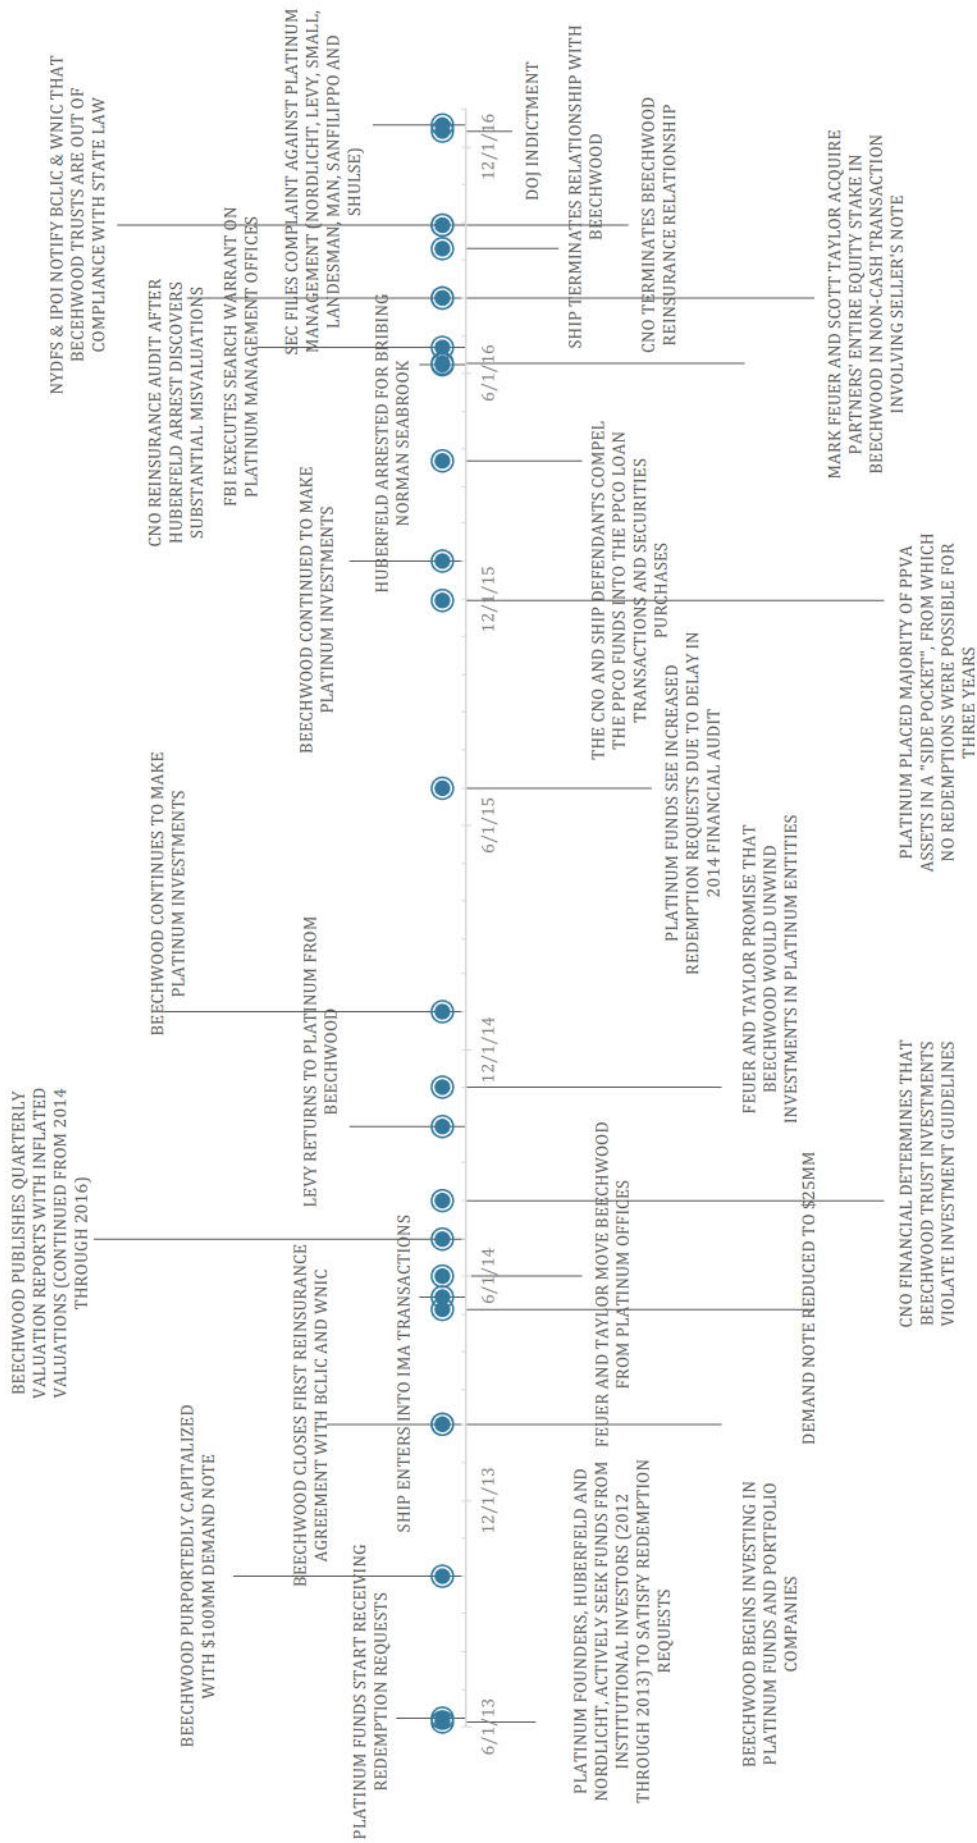 BEECHWOOD PUBLISHES QUARTERLY
VALUATION REPORTS WITH INFLATED
VALUATIONS (CONTINUED FROM 2014
THROUGH 2016)
NYDFS & IPOI NOTIFY BCLIC & WNIC THAT
BECEHWOOD TRUSTS ARE OUT OF
COMPLIANCE WITH STATE LAW
BEECHWOOD PURPORTEDLY CAPITALIZED
WITH $100MM DEMAND NOTE
BEECHWOOD CONTINUES TO MAKE
PLATINUM INVESTMENTS
CNO REINSURANCE AUDIT AFTER
HUBERFELD ARREST DISCOVERS
SUBSTANTIAL MISVALUATIONS
FBI EXECUTES SEARCH WARRANT ON
PLATINUM MANAGEMENT OFFICES
BEECHWOOD CLOSES FIRST REINSURANCE
AGREEMENT WITH BCLIC AND WNIC
LEVY RETURNS TO PLATINUM FROM
BEECHWOOD
BEECHWOOD CONTINUED TO MAKE
PLATINUM INVESTMENTS
SEC FILES COMPLAINT AGAINST PLATINUM
MANAGEMENT (NORDLICHT, LEVY, SMALL,
LANDESMAN, MAN, SANFILIPPO AND
SHULSE)
PLATINUM FUNDS START RECEIVING
REDEMPTION REQUESTS
SHIP ENTERS INTO IMA TRANSACTIONS
HUBERFELD ARRESTED FOR BRIBING
NORMAN SEABROOK
6/1/13
12/1/13
6/1/14
12/1/14
6/1/15
12/1/15
6/1/16
12/1/16
DOJ INDICTMENT
PLATINUM FOUNDERS, HUBERFELD AND
NORDLICHT, ACTIVELY SEEK FUNDS FROM
INSTITUTIONAL INVESTORS (2012
THROUGH 2013) TO SATISFY REDEMPTION
REQUESTS
FEUER AND TAYLOR MOVE BEECHWOOD
FROM PLATINUM OFFICES
THE CNO AND SHIP DEFENDANTS COMPEL
THE PPCO FUNDS INTO THE PPCO LOAN
TRANSACTIONS AND SECURITIES
PURCHASES
SHIP TERMINATES RELATIONSHIP WITH
BEECHWOOD
PLATINUM FUNDS SEE INCREASED
REDEMPTION REQUESTS DUE TO DELAY IN
2014 FINANCIAL AUDIT
CNO TERMINATES BEECHWOOD
REINSURANCE RELATIONSHIP
BEECHWOOD BEGINS INVESTING IN
PLATINUM FUNDS AND PORTFOLIO
COMPANIES
FEUER AND TAYLOR PROMISE THAT
BEECHWOOD WOULD UNWIND
INVESTMENTS IN PLATINUM ENTITIES
DEMAND NOTE REDUCED TO $25MM
MARK FEUER AND SCOTT TAYLOR ACQUIRE
PARTNERS' ENTIRE EQUITY STAKE IN
BEECHWOOD IN NON-CASH TRANSACTION
INVOLVING SELLER'S NOTE
CNO FINANCIAL DETERMINES THAT
BEECHWOOD TRUST INVESTMENTS
VIOLATE INVESTMENT GUIDELINES
PLATINUM PLACED MAJORITY OF PPVA
ASSETS IN A "SIDE POCKET", FROM WHICH
NO REDEMPTIONS WERE POSSIBLE FOR
THREE YEARS